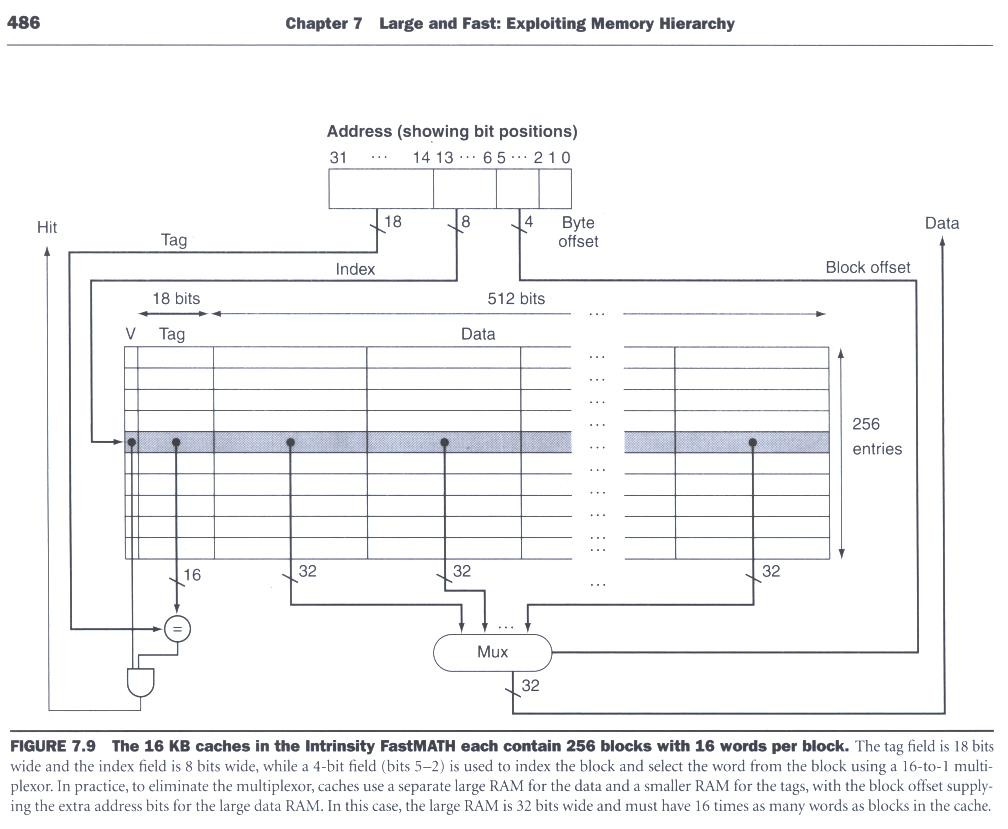 486
Chapter 7 Large and Fast: Exploiting Memory Hierarchy
Address (showing bit positions)
31 ··· 14 13 ··· 6 5 ··· 2 1 0
18
8
4
Byte
offset
Hit
Data
Tag
Index
Block offset
18 bits
512 bits
···
V
Tag
Data
···
···
···
···
···
···
···
···
···
···
256
entries
16
32
32
···
32
=
···
Mux
32
FIGURE 7.9 The 16 KB caches in the Intrinsity FastMATH each contain 256 blocks with 16 words per block. The tag field is 18 bits
wide and the index field is 8 bits wide, while a 4-bit field (bits 5–2) is used to index the block and select the word from the block using a 16-to-1 multi-
plexor. In practice, to eliminate the multiplexor, caches use a separate large RAM for the data and a smaller RAM for the tags, with the block offset supply-
ing the extra address bits for the large data RAM. In this case, the large RAM is 32 bits wide and must have 16 times as many words as blocks in the cache.